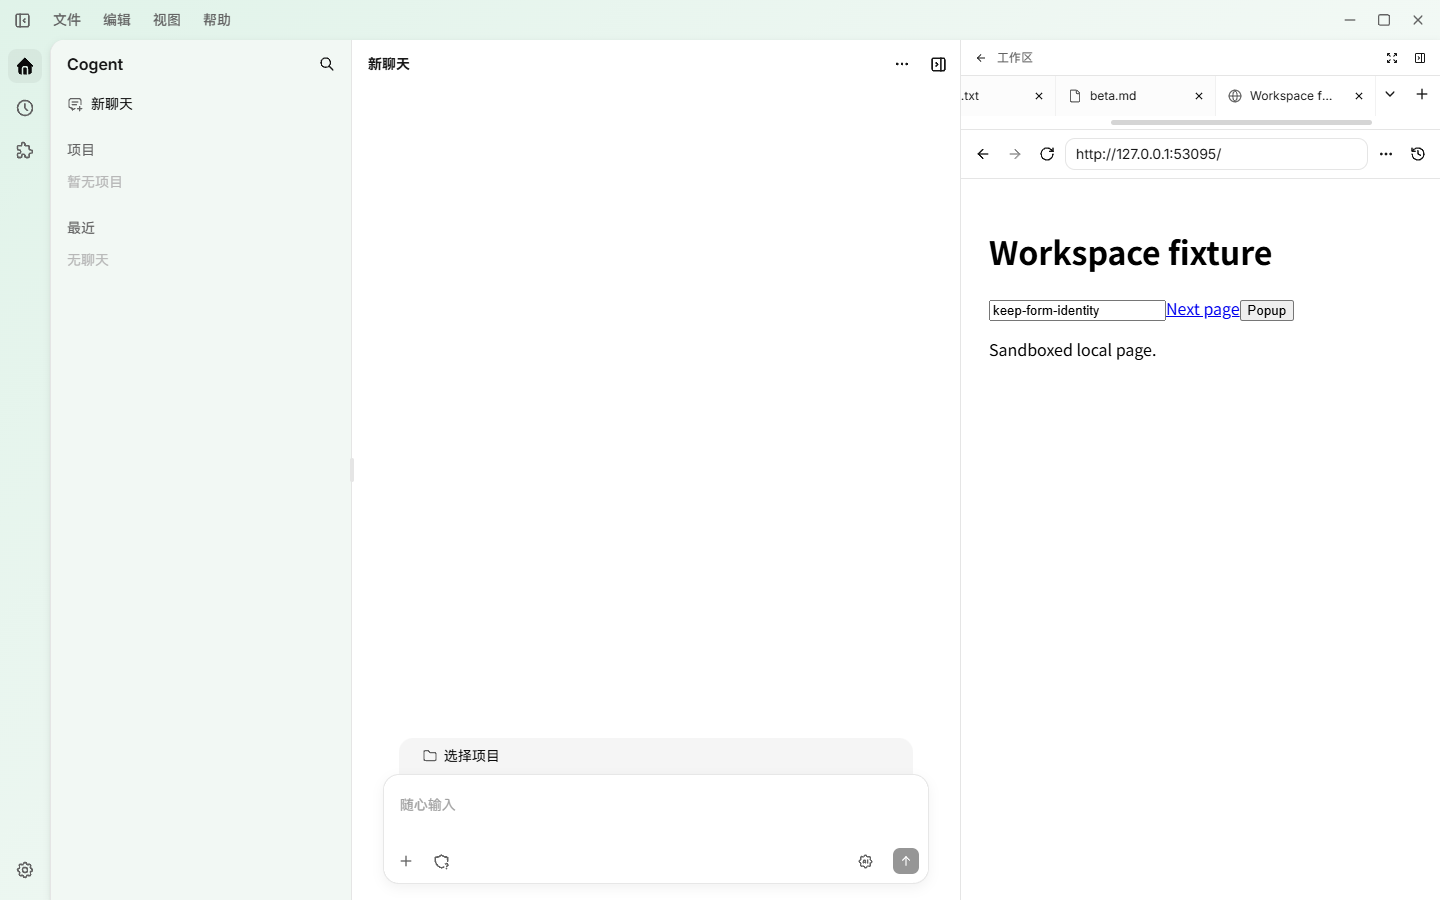 文件 编辑 视图 帮助
Cogent
新聊天
项目
暂无项目
最近
无聊天
新聊天
选择项目
随心输入
工作区
.txt
beta.md
Workspace f...
http://127.0.0.1:53095/
Workspace fixture
keep-form-identity Next page Popup
Sandboxed local page.